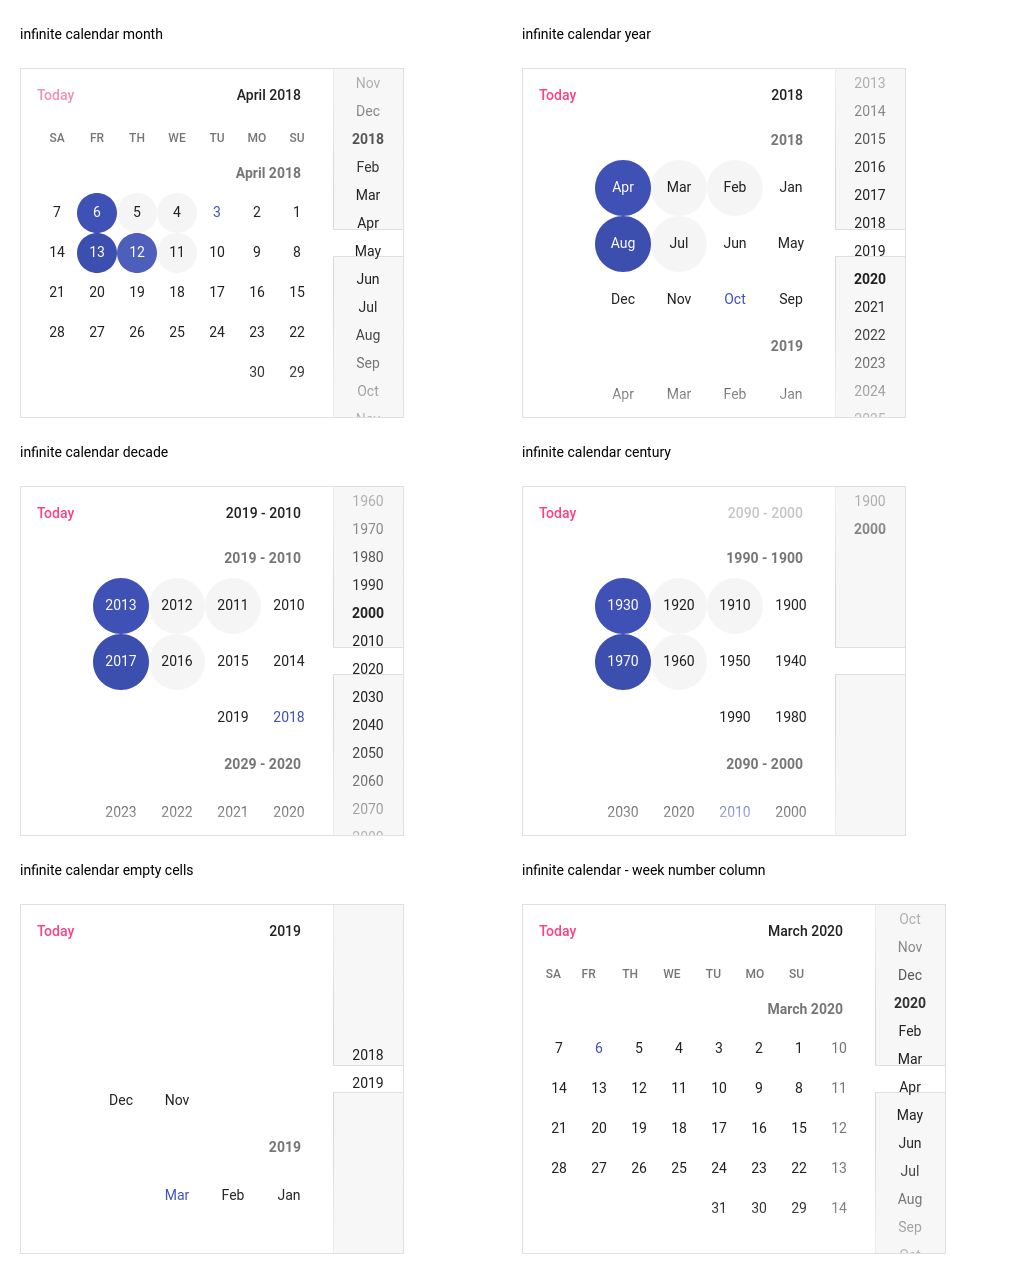 infinite calendar month
Today April 2018
SA FR TH WE TU MO SU
April 2018
7 6 5 4 3 2 1
14 13 12 11 10 9 8
21 20 19 18 17 16 15
28 27 26 25 24 23 22
30 29
Nov
Dec
2018
Feb
Mar
Apr
May
Jun
Jul
Aug
Sep
Oct
Nov
infinite calendar year
Today 2018
2018
Apr Mar Feb Jan
Aug Jul Jun May
Dec Nov Oct Sep
2019
Apr Mar Feb Jan
2013
2014
2015
2016
2017
2018
2019
2020
2021
2022
2023
2024
2025
infinite calendar decade
Today 2019 - 2010
2019 - 2010
2013 2012 2011 2010
2017 2016 2015 2014
2019 2018
2029 - 2020
2023 2022 2021 2020
1960
1970
1980
1990
2000
2010
2020
2030
2040
2050
2060
2070
2080
infinite calendar century
Today 2090 - 2000
1990 - 1900
1930 1920 1910 1900
1970 1960 1950 1940
1990 1980
2090 - 2000
2030 2020 2010 2000
1900
2000
infinite calendar empty cells
Today 2019
Dec Nov
2019
Mar Feb Jan
2018
2019
infinite calendar - week number column
Today March 2020
SA FR TH WE TU MO SU
March 2020
7 6 5 4 3 2 1 10
14 13 12 11 10 9 8 11
21 20 19 18 17 16 15 12
28 27 26 25 24 23 22 13
31 30 29 14
Oct
Nov
Dec
2020
Feb
Mar
Apr
May
Jun
Jul
Aug
Sep
Oct